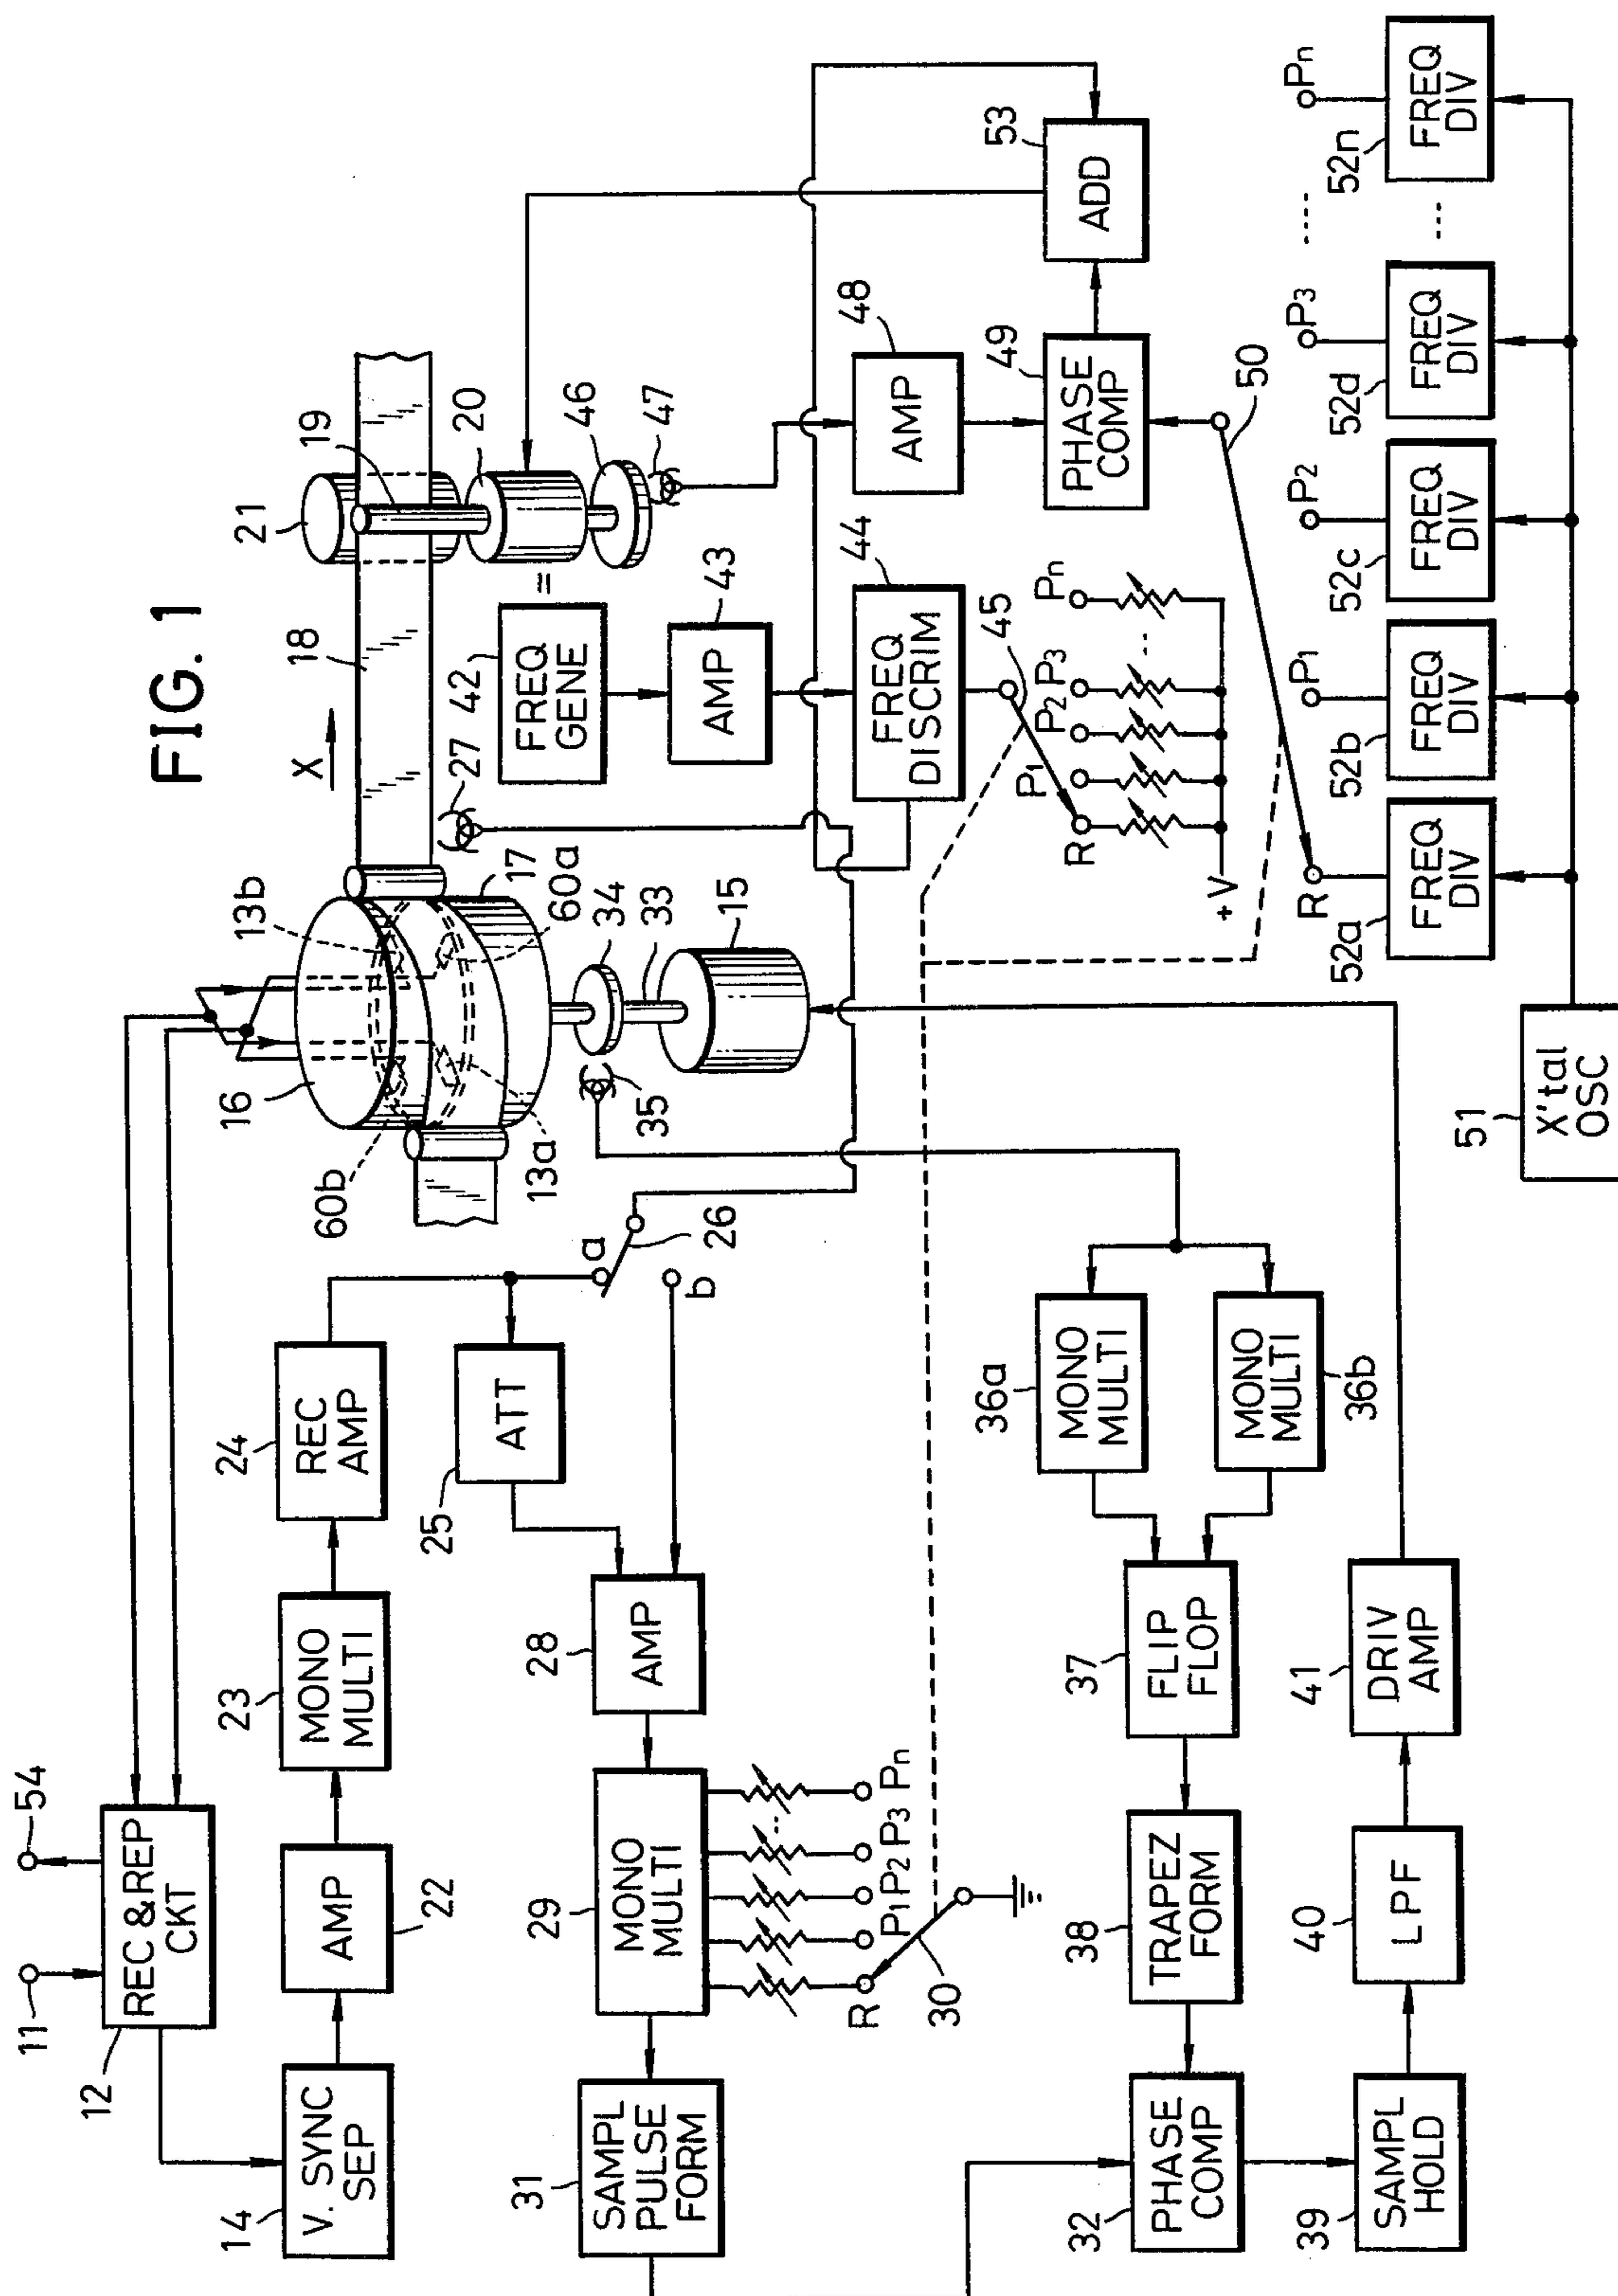 FIG. 1
11
54
12
REC & REP
CKT
14
V. SYNC
SEP
AMP
22
23
MONO
MULTI
24
REC
AMP
25
ATT
a
b
26
16
13b
60b
13a
17
60a
34
33
15
35
27
X
18
21
19
20
46
47
42
FREQ
GENE
=
43
AMP
44
FREQ
DISCRIM
45
R
P1
P2
P3
...
Pn
+V
48
AMP
49
PHASE
COMP
53
ADD
50
R
P1
P2
P3
....
Pn
52a
FREQ
DIV
52b
FREQ
DIV
52c
FREQ
DIV
52d
FREQ
DIV
...
52n
FREQ
DIV
51
X'tal
OSC
28
AMP
29
MONO
MULTI
R
P1
P2
P3
...
Pn
30
31
SAMPL
PULSE
FORM
36a
MONO
MULTI
MONO
MULTI
36b
37
FLIP
FLOP
38
TRAPEZ
FORM
32
PHASE
COMP
39
SAMPL
HOLD
40
LPF
41
DRIV
AMP